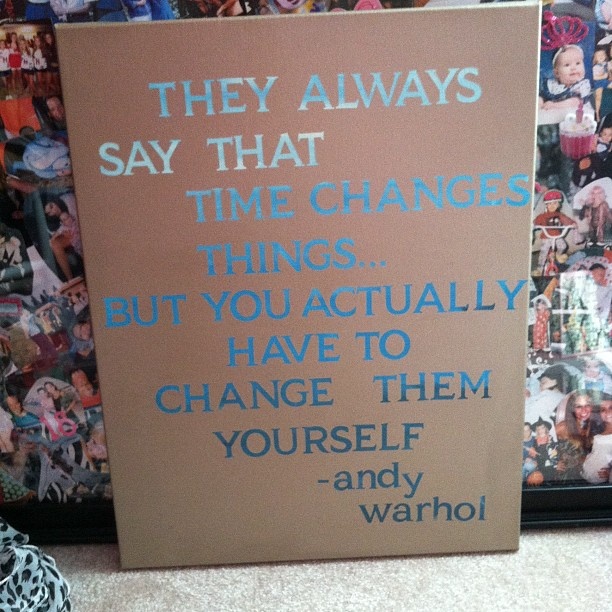 THEY ALWAYS
SAY THAT
TIME CHANGES
THINGS...
BUT YOU ACTUALLY
HAVE TO
CHANGE THEM
YOURSELF
-andy
warhol